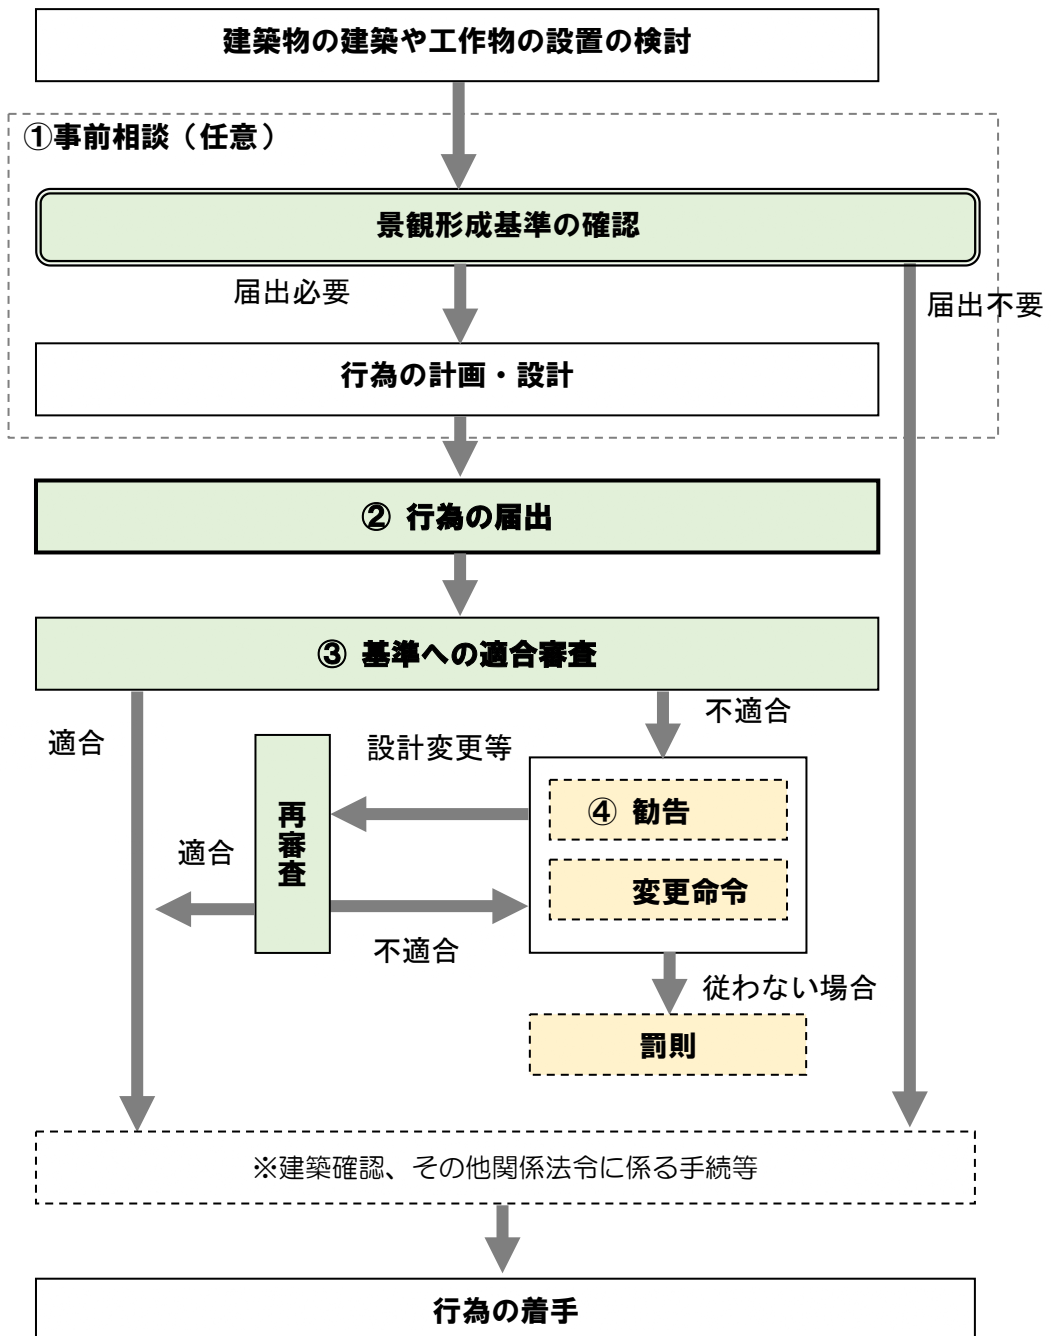 建築物の建築や工作物の設置の検討
①事前相談（任意）
景観形成基準の確認
届出必要
届出不要
行為の計画・設計
② 行為の届出
③ 基準への適合審査
適合
不適合
設計変更等
再審査
④ 勧告
変更命令
適合
不適合
従わない場合
罰則
※建築確認、その他関係法令に係る手続等
行為の着手